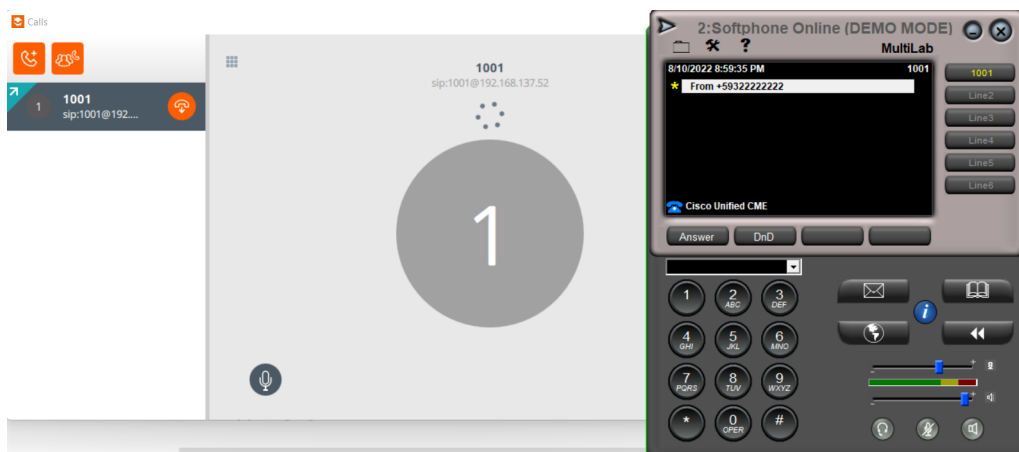 Calls
1001
sip:1001@192.168.137.52
1
1001
sip:1001@192....
1
2:Softphone Online (DEMO MODE)
?
MultiLab
8/10/2022 8:59:35 PM 1001
* From +59322222222
Cisco Unified CME
1001
Line2
Line3
Line4
Line5
Line6
Answer DnD
1 2 ABC 3 DEF
4 GHI 5 JKL 6 MNO
7 PQRS 8 TUV 9 WXYZ
* 0 OPER #
i
- +
- +